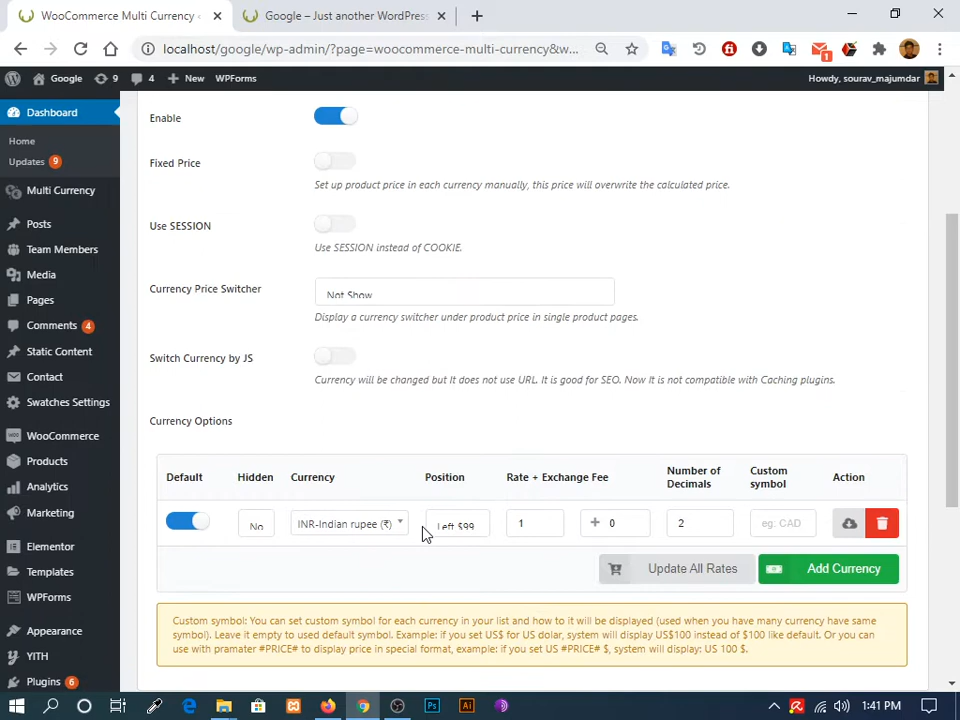 WooCommerce Multi Currency
Google – Just another WordPress
localhost/google/wp-admin/?page=woocommerce-multi-currency&w...
1
Google
9
4
New
WPForms
Howdy, sourav_majumdar
Dashboard
Home
Updates 9
Multi Currency
Posts
Team Members
Media
Pages
Comments 4
Static Content
Contact
Swatches Settings
WooCommerce
Products
Analytics
Marketing
Elementor
Templates
WPForms
Appearance
YITH
Plugins 6
Enable
Fixed Price
Set up product price in each currency manually, this price will overwrite the calculated price.
Use SESSION
Use SESSION instead of COOKIE.
Currency Price Switcher
Not Show
Display a currency switcher under product price in single product pages.
Switch Currency by JS
Currency will be changed but It does not use URL. It is good for SEO. Now It is not compatible with Caching plugins.
Currency Options
Default Hidden Currency Position Rate + Exchange Fee Number of Decimals Custom symbol Action
No INR-Indian rupee (₹) Left $99 1 + 0 2 eg: CAD
Update All Rates
Add Currency
Custom symbol: You can set custom symbol for each currency in your list and how to it will be displayed (used when you have many currency have same
symbol). Leave it empty to used default symbol. Example: if you set US$ for US dolar, system will display US$100 instead of $100 like default. Or you can
use with pramater #PRICE# to display price in special format, example: if you set US #PRICE# $, system will display: US 100 $.
Ps
Ai
1:41 PM